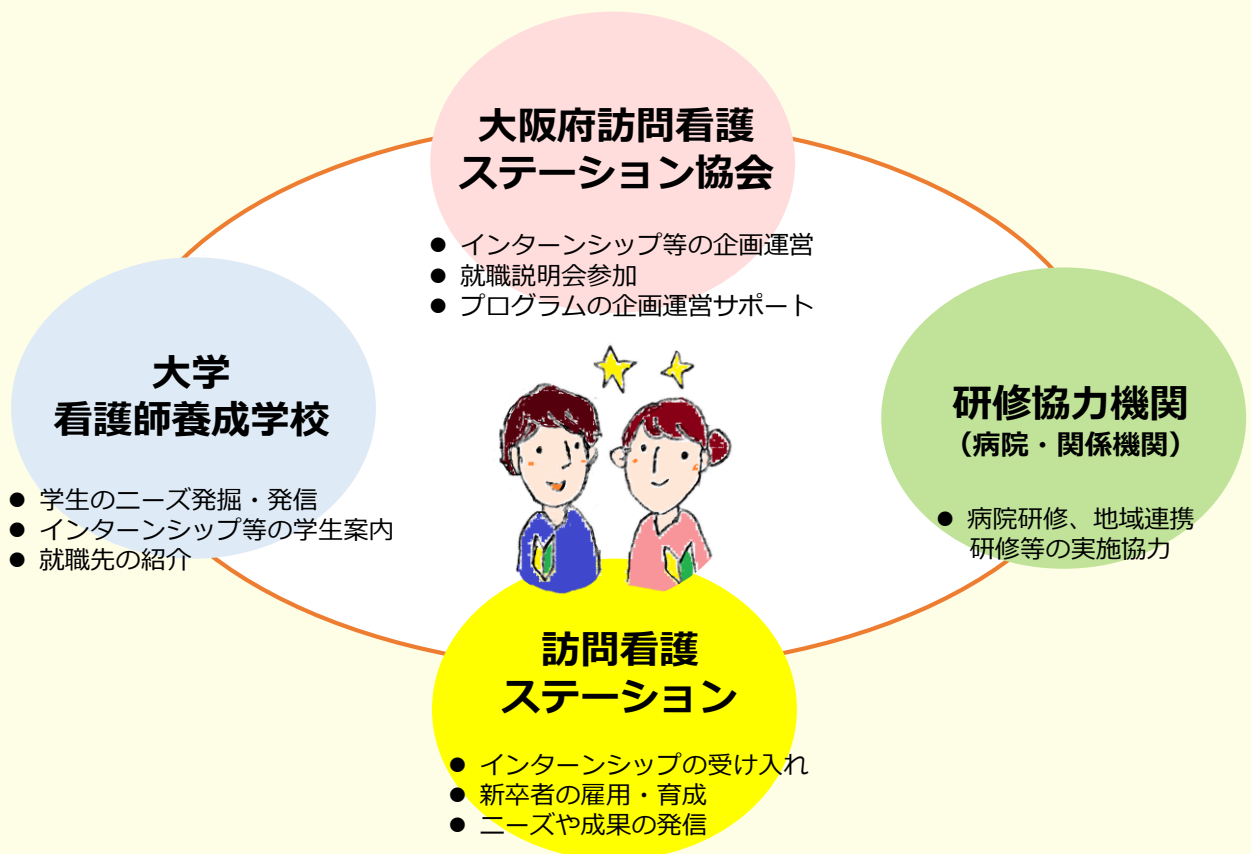 大阪府訪問看護
ステーション協会
● インターンシップ等の企画運営
● 就職説明会参加
● プログラムの企画運営サポート
大学
看護師養成学校
● 学生のニーズ発掘・発信
● インターンシップ等の学生案内
● 就職先の紹介
研修協力機関
（病院・関係機関）
● 病院研修、地域連携
研修等の実施協力
訪問看護
ステーション
● インターンシップの受け入れ
● 新卒者の雇用・育成
● ニーズや成果の発信